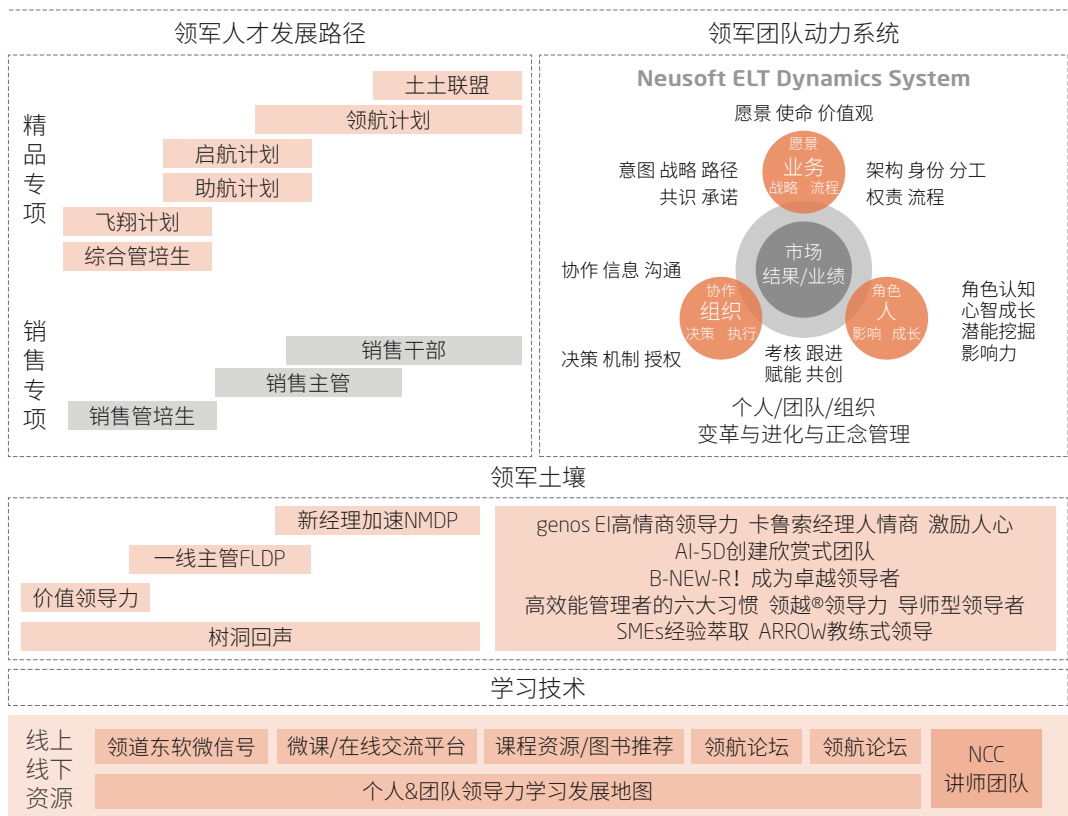 领军人才发展路径
精品专项
土土联盟
领航计划
启航计划
助航计划
飞翔计划
综合管培生
销售专项
销售干部
销售主管
销售管培生
领军团队动力系统
Neusoft ELT Dynamics System
愿景 使命 价值观
意图 战略 路径
共识 承诺
愿景
业务
战略 流程
架构 身份 分工
权责 流程
市场
结果/业绩
协作 信息 沟通
协作
组织
决策 执行
决策 机制 授权
角色
人
影响 成长
角色认知
心智成长
潜能挖掘
影响力
考核 跟进
赋能 共创
个人/团队/组织
变革与进化与正念管理
领军土壤
新经理加速NMDP
一线主管FLDP
价值领导力
树洞回声
genos EI高情商领导力 卡鲁索经理人情商 激励人心
AI-5D创建欣赏式团队
B-NEW-R！成为卓越领导者
高效能管理者的六大习惯 领越®领导力 导师型领导者
SMEs经验萃取 ARROW教练式领导
学习技术
线上
线下
资源
领道东软微信号
微课/在线交流平台
课程资源/图书推荐
领航论坛
领航论坛
个人&团队领导力学习发展地图
NCC
讲师团队